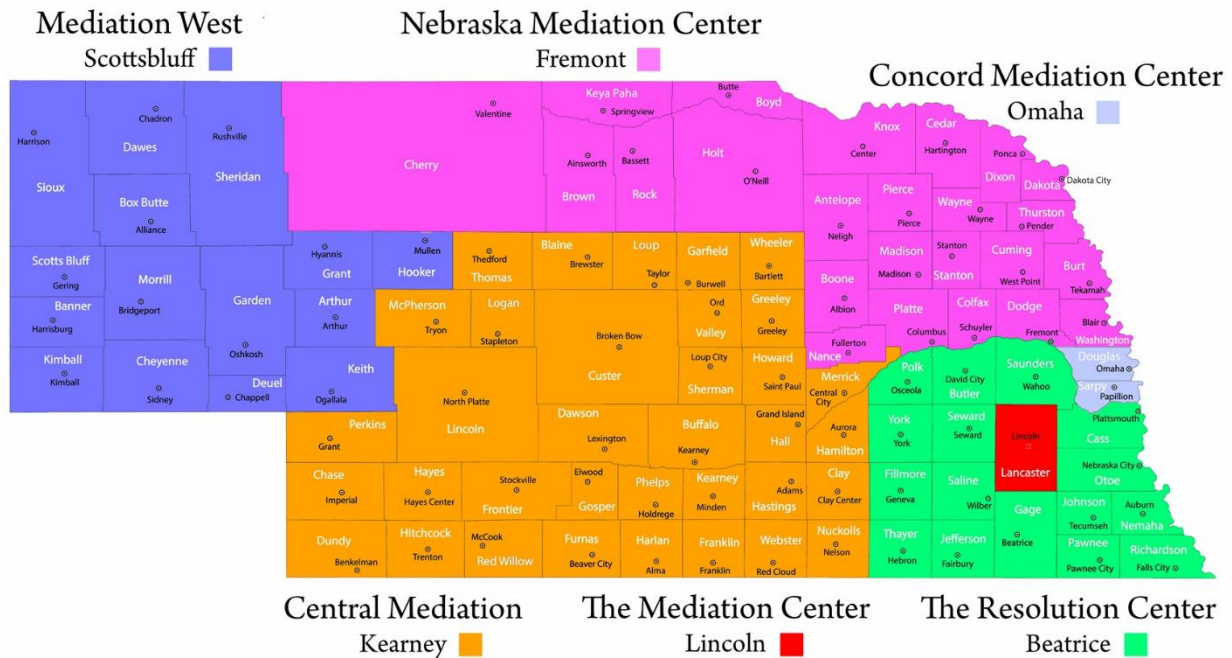 Mediation West
Scottsbluff
Nebraska Mediation Center
Fremont
Concord Mediation Center
Omaha
Harrison
Sioux
Chadron
Dawes
Rushville
Sheridan
Box Butte
Alliance
Scotts Bluff
Gering
Banner
Harrisburg
Kimball
Kimball
Morrill
Bridgeport
Cheyenne
Sidney
Garden
Oshkosh
Deuel
Chappell
Hyannis
Grant
Mullen
Hooker
Arthur
Arthur
Keith
Ogallala
Valentine
Cherry
Keya Paha
Springview
Butte
Boyd
Ainsworth
Brown
Bassett
Rock
Holt
O'Neill
Knox
Center
Cedar
Hartington
Ponca
Dixon
Dakota
Dakota City
Antelope
Neligh
Pierce
Pierce
Wayne
Wayne
Thurston
Pender
Madison
Madison
Stanton
Stanton
Cuming
West Point
Burt
Tekamah
Boone
Albion
Platte
Columbus
Colfax
Schuyler
Dodge
Fremont
Blair
Washington
Nance
Fullerton
Douglas
Omaha
Sarpy
Papillion
Thedford
Thomas
Blaine
Brewster
Loup
Taylor
Garfield
Burwell
Wheeler
Bartlett
McPherson
Tryon
Logan
Stapleton
Broken Bow
Custer
Ord
Valley
Greeley
Greeley
Loup City
Sherman
Howard
Saint Paul
Merrick
Central
City
Perkins
Grant
North Platte
Lincoln
Dawson
Lexington
Buffalo
Kearney
Grand Island
Hall
Aurora
Hamilton
Chase
Imperial
Hayes
Hayes Center
Stockville
Frontier
Elwood
Gosper
Phelps
Holdrege
Kearney
Minden
Adams
Hastings
Clay
Clay Center
Dundy
Benkelman
Hitchcock
Trenton
McCook
Red Willow
Furnas
Beaver City
Harlan
Alma
Franklin
Franklin
Webster
Red Cloud
Nuckolls
Nelson
Polk
Osceola
David City
Butler
Saunders
Wahoo
York
York
Seward
Seward
Lincoln
Lancaster
Plattsmouth
Cass
Nebraska City
Otoe
Fillmore
Geneva
Saline
Wilber
Gage
Beatrice
Johnson
Tecumseh
Auburn
Nemaha
Thayer
Hebron
Jefferson
Fairbury
Pawnee
Pawnee City
Richardson
Falls City
Central Mediation
Kearney
The Mediation Center
Lincoln
The Resolution Center
Beatrice